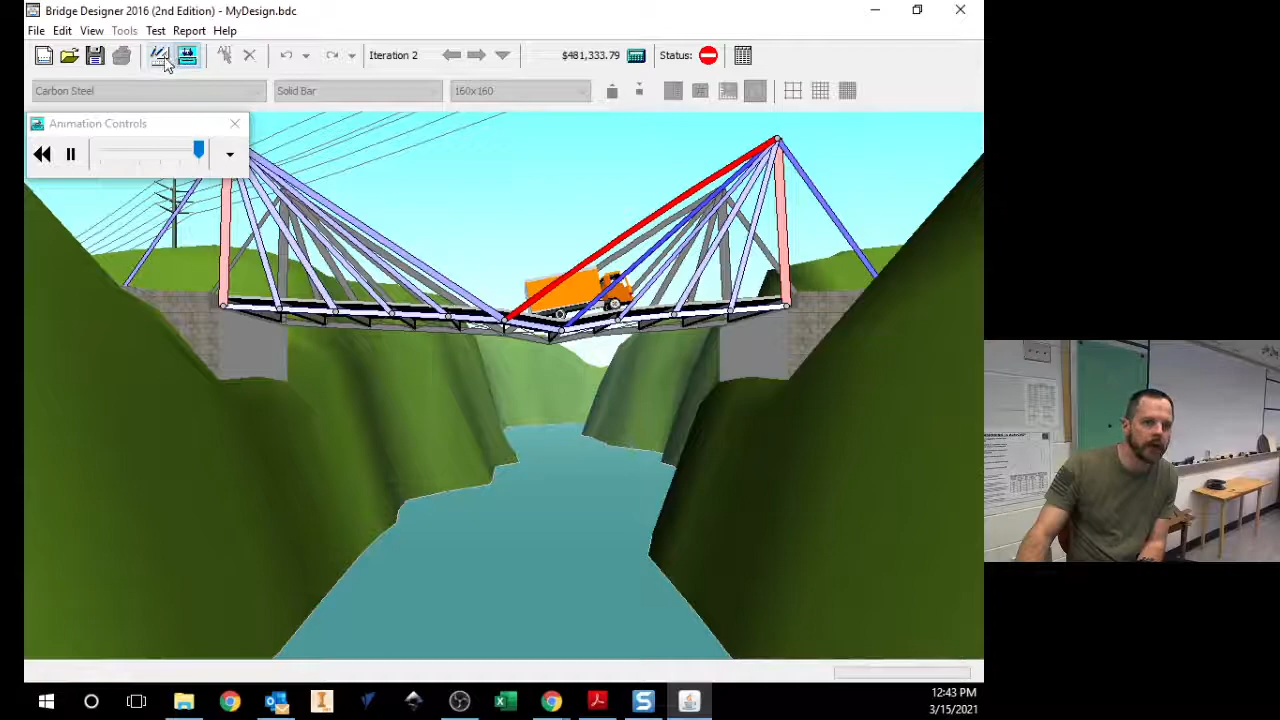 Bridge Designer 2016 (2nd Edition) - MyDesign.bdc
File Edit View Tools Test Report Help
Iteration 2
$481,333.79
Status:
Carbon Steel
Solid Bar
160x160
Animation Controls
12:43 PM
3/15/2021